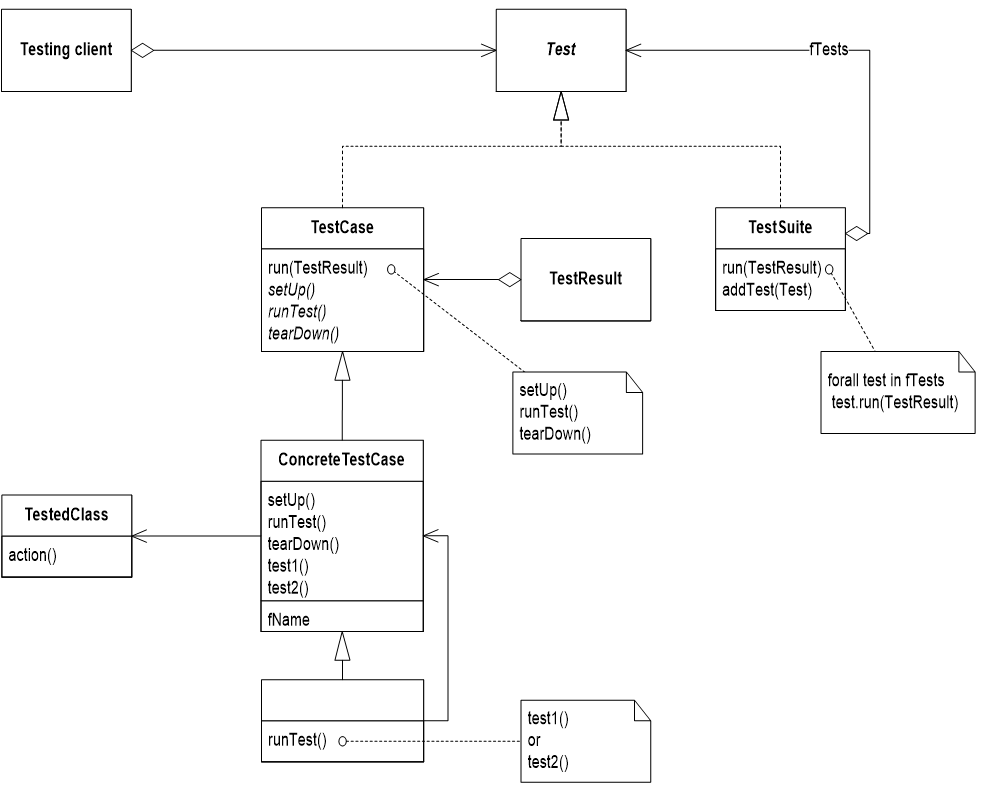 Testing client
Test
fTests
TestCase
run(TestResult)
setUp()
runTest()
tearDown()
TestResult
TestSuite
run(TestResult)
addTest(Test)
setUp()
runTest()
tearDown()
forall test in fTests
test.run(TestResult)
ConcreteTestCase
setUp()
runTest()
tearDown()
test1()
test2()
fName
TestedClass
action()
runTest()
test1()
or
test2()